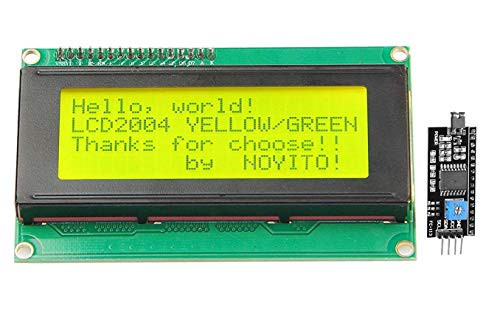 Hello, world!
LCD2004 YELLOW/GREEN
Thanks for choose!!
by NOYITO!